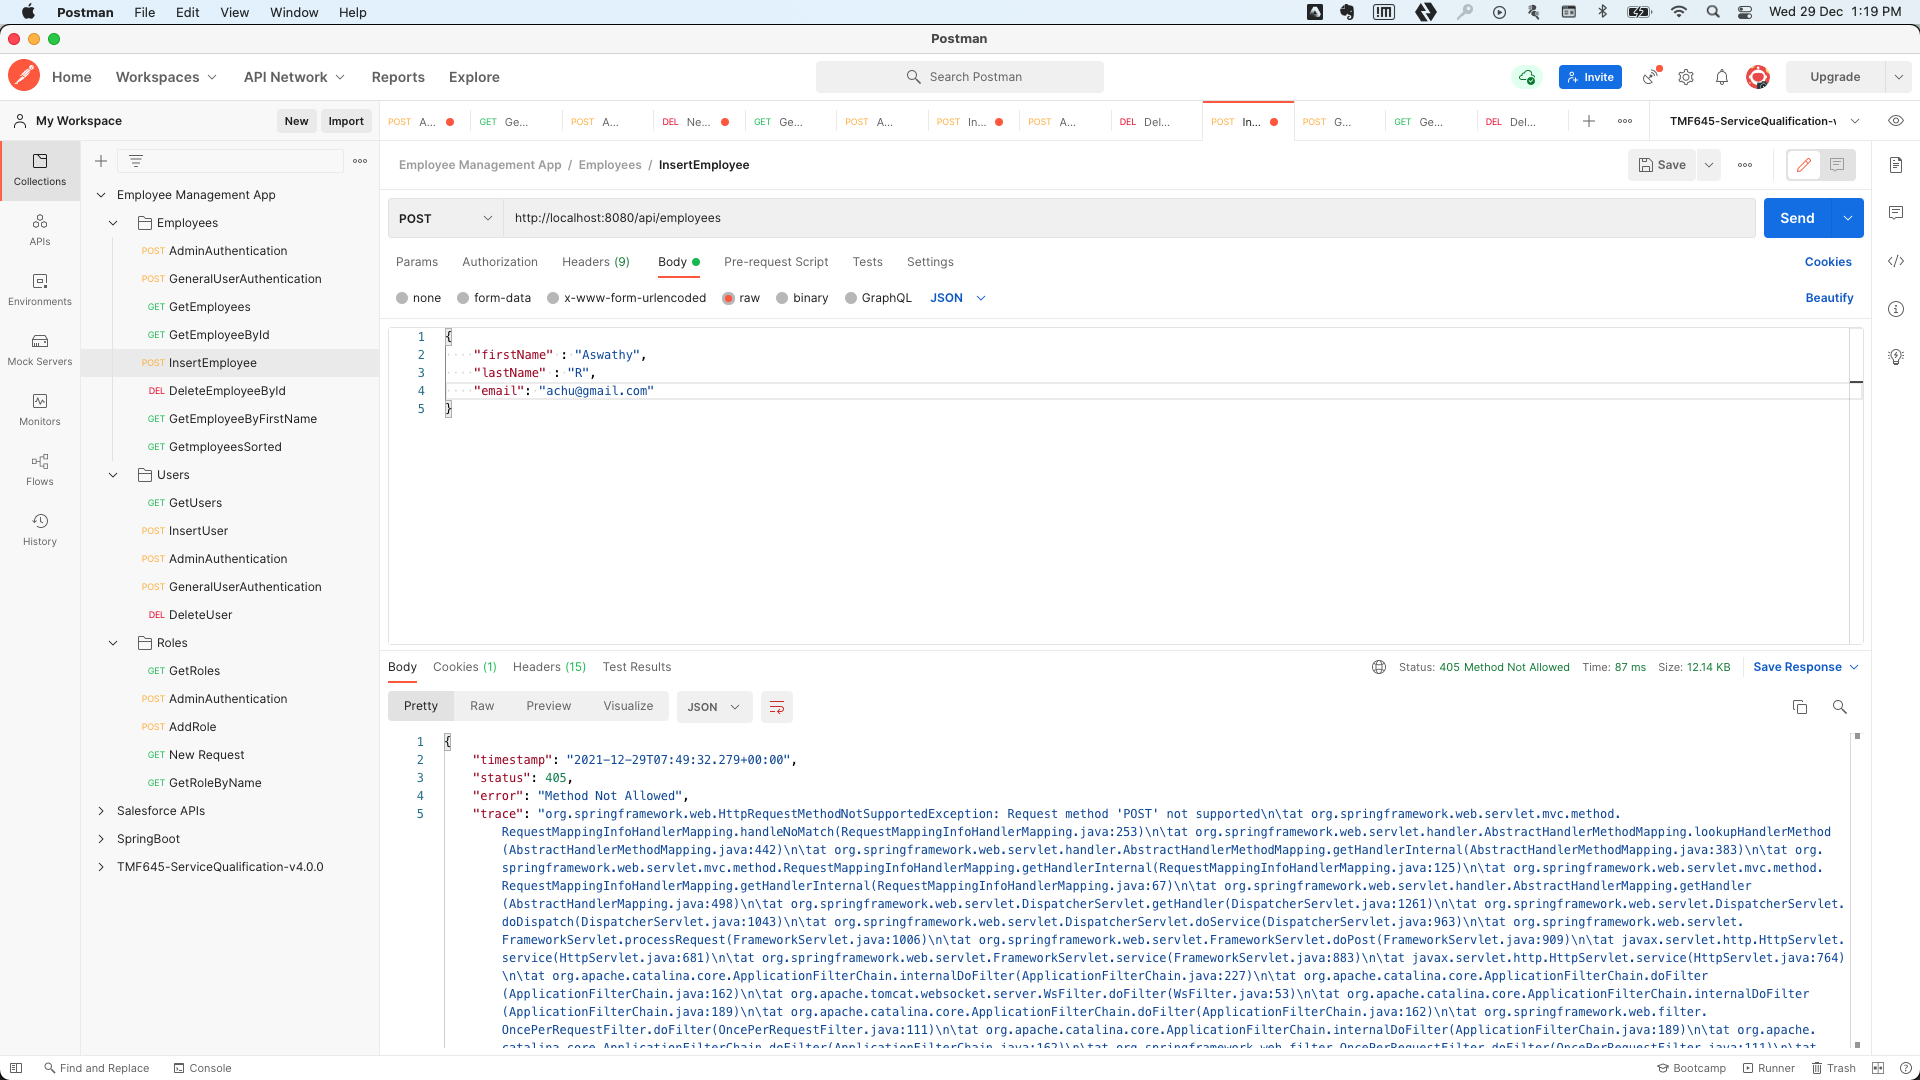 Postman File Edit View Window Help Wed 29 Dec 1:19 PM
Postman
Home Workspaces API Network Reports Explore Search Postman Invite Upgrade
My Workspace New Import
POST A... GET Ge... POST A... DEL Ne... GET Ge... POST A... POST In... POST A... DEL Del... POST In... POST G... GET Ge... DEL Del... TMF645-ServiceQualification-v
Collections
APIs
Environments
Mock Servers
Monitors
Flows
History
Employee Management App
Employees
POST AdminAuthentication
POST GeneralUserAuthentication
GET GetEmployees
GET GetEmployeeById
POST InsertEmployee
DEL DeleteEmployeeById
GET GetEmployeeByFirstName
GET GetmployeesSorted
Users
GET GetUsers
POST InsertUser
POST AdminAuthentication
POST GeneralUserAuthentication
DEL DeleteUser
Roles
GET GetRoles
POST AdminAuthentication
POST AddRole
GET New Request
GET GetRoleByName
Salesforce APIs
SpringBoot
TMF645-ServiceQualification-v4.0.0
Employee Management App / Employees / InsertEmployee Save
POST http://localhost:8080/api/employees Send
Params Authorization Headers (9) Body Pre-request Script Tests Settings Cookies
none form-data x-www-form-urlencoded raw binary GraphQL JSON Beautify
1 {
2 "firstName" : "Aswathy",
3 "lastName" : "R",
4 "email": "achu@gmail.com"
5 }
Body Cookies (1) Headers (15) Test Results Status: 405 Method Not Allowed Time: 87 ms Size: 12.14 KB Save Response
Pretty Raw Preview Visualize JSON
1 {
2 "timestamp": "2021-12-29T07:49:32.279+00:00",
3 "status": 405,
4 "error": "Method Not Allowed",
5 "trace": "org.springframework.web.HttpRequestMethodNotSupportedException: Request method 'POST' not supported\n\tat org.springframework.web.servlet.mvc.method.
RequestMappingInfoHandlerMapping.handleNoMatch(RequestMappingInfoHandlerMapping.java:253)\n\tat org.springframework.web.servlet.handler.AbstractHandlerMethodMapping.lookupHandlerMethod
(AbstractHandlerMethodMapping.java:442)\n\tat org.springframework.web.servlet.handler.AbstractHandlerMethodMapping.getHandlerInternal(AbstractHandlerMethodMapping.java:383)\n\tat org.
springframework.web.servlet.mvc.method.RequestMappingInfoHandlerMapping.getHandlerInternal(RequestMappingInfoHandlerMapping.java:125)\n\tat org.springframework.web.servlet.mvc.method.
RequestMappingInfoHandlerMapping.getHandlerInternal(RequestMappingInfoHandlerMapping.java:67)\n\tat org.springframework.web.servlet.handler.AbstractHandlerMapping.getHandler
(AbstractHandlerMapping.java:498)\n\tat org.springframework.web.servlet.DispatcherServlet.getHandler(DispatcherServlet.java:1261)\n\tat org.springframework.web.servlet.DispatcherServlet.
doDispatch(DispatcherServlet.java:1043)\n\tat org.springframework.web.servlet.DispatcherServlet.doService(DispatcherServlet.java:963)\n\tat org.springframework.web.servlet.
FrameworkServlet.processRequest(FrameworkServlet.java:1006)\n\tat org.springframework.web.servlet.FrameworkServlet.doPost(FrameworkServlet.java:909)\n\tat javax.servlet.http.HttpServlet.
service(HttpServlet.java:681)\n\tat org.springframework.web.servlet.FrameworkServlet.service(FrameworkServlet.java:883)\n\tat javax.servlet.http.HttpServlet.service(HttpServlet.java:764)
\n\tat org.apache.catalina.core.ApplicationFilterChain.internalDoFilter(ApplicationFilterChain.java:227)\n\tat org.apache.catalina.core.ApplicationFilterChain.doFilter
(ApplicationFilterChain.java:162)\n\tat org.apache.tomcat.websocket.server.WsFilter.doFilter(WsFilter.java:53)\n\tat org.apache.catalina.core.ApplicationFilterChain.internalDoFilter
(ApplicationFilterChain.java:189)\n\tat org.apache.catalina.core.ApplicationFilterChain.doFilter(ApplicationFilterChain.java:162)\n\tat org.springframework.web.filter.
OncePerRequestFilter.doFilter(OncePerRequestFilter.java:111)\n\tat org.apache.catalina.core.ApplicationFilterChain.internalDoFilter(ApplicationFilterChain.java:189)\n\tat org.apache.
catalina.core.ApplicationFilterChain.doFilter(ApplicationFilterChain.java:162)\n\tat org.springframework.web.filter.OncePerRequestFilter.doFilter(OncePerRequestFilter.java:111)\n\tat
Find and Replace Console Bootcamp Runner Trash